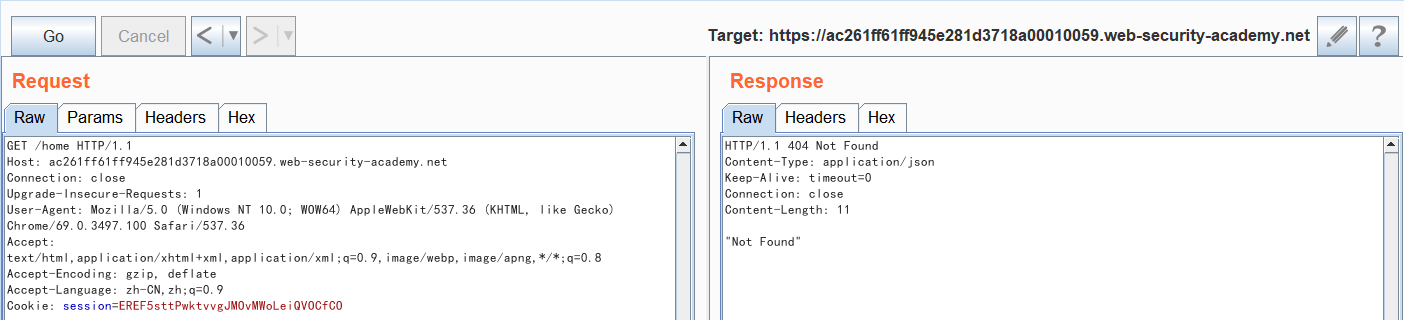 Go Cancel < ▼ > ▼ Target: https://ac261ff61ff945e281d3718a00010059.web-security-academy.net ?
Request
Raw Params Headers Hex
GET /home HTTP/1.1
Host: ac261ff61ff945e281d3718a00010059.web-security-academy.net
Connection: close
Upgrade-Insecure-Requests: 1
User-Agent: Mozilla/5.0 (Windows NT 10.0; WOW64) AppleWebKit/537.36 (KHTML, like Gecko)
Chrome/69.0.3497.100 Safari/537.36
Accept:
text/html,application/xhtml+xml,application/xml;q=0.9,image/webp,image/apng,*/*;q=0.8
Accept-Encoding: gzip, deflate
Accept-Language: zh-CN,zh;q=0.9
Cookie: session=EREF5sttPwktvvgJMOvMWoLeiQVOCfCO
Response
Raw Headers Hex
HTTP/1.1 404 Not Found
Content-Type: application/json
Keep-Alive: timeout=0
Connection: close
Content-Length: 11
"Not Found"